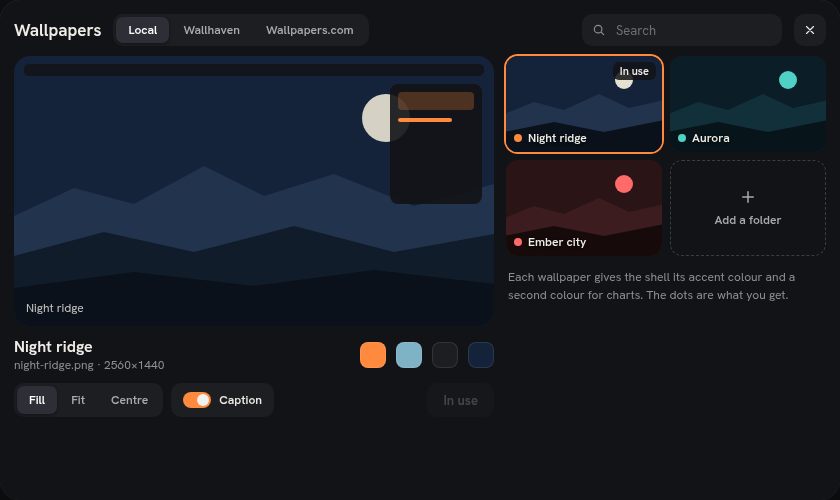 Wallpapers
Local
Wallhaven
Wallpapers.com
Search
Night ridge
In use
Night ridge
Aurora
Ember city
Add a folder
Each wallpaper gives the shell its accent colour and a
second colour for charts. The dots are what you get.
Night ridge
night-ridge.png · 2560×1440
Fill
Fit
Centre
Caption
In use